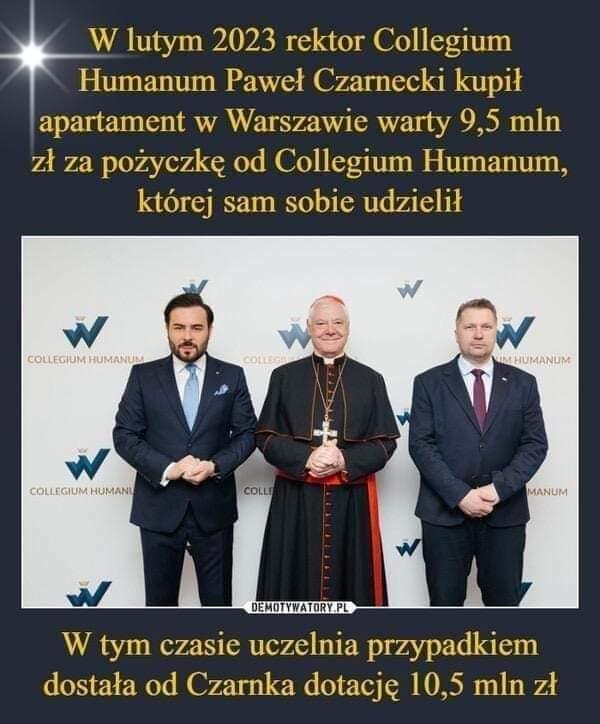 W lutym 2023 rektor Collegium
Humanum Paweł Czarnecki kupił
apartament w Warszawie warty 9,5 mln
zł za pożyczkę od Collegium Humanum,
której sam sobie udzielił
COLLEGIUM HUMANUM
HUMANUM
COLLEGIUM
MANUM
DEMOTYWATORY.PL
W tym czasie uczelnia przypadkiem
dostała od Czarnka dotację 10,5 mln zł